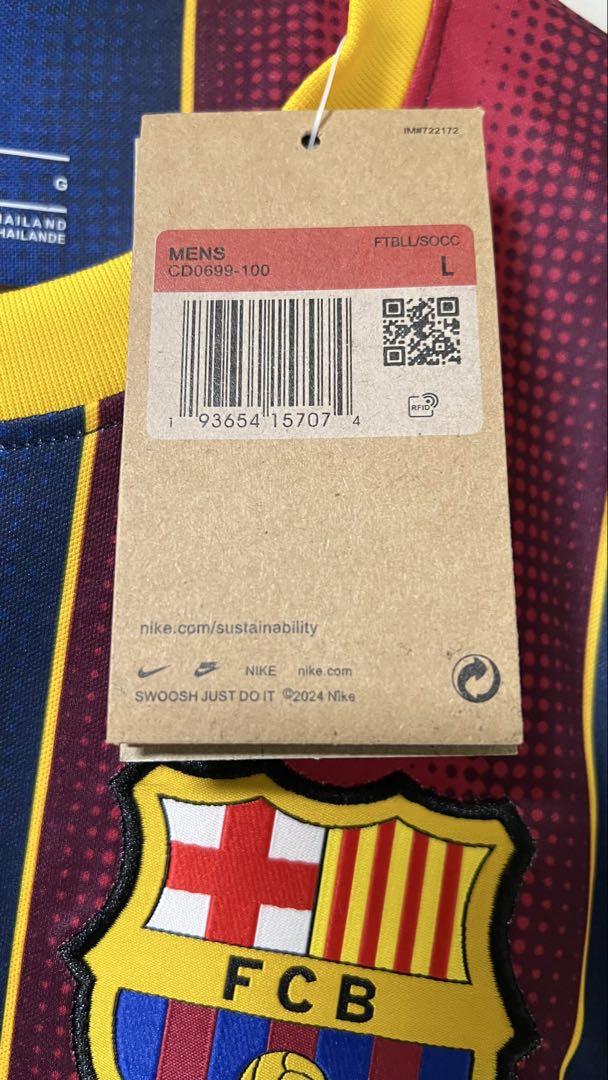 IM#722172
G
HAILAND
HAILANDE
MENS
FTBLL/SOCC
CD0699-100
L
RFID
1 93654 15707 4
nike.com/sustainability
NIKE nike.com
SWOOSH JUST DO IT ©2024 Nike
FCB